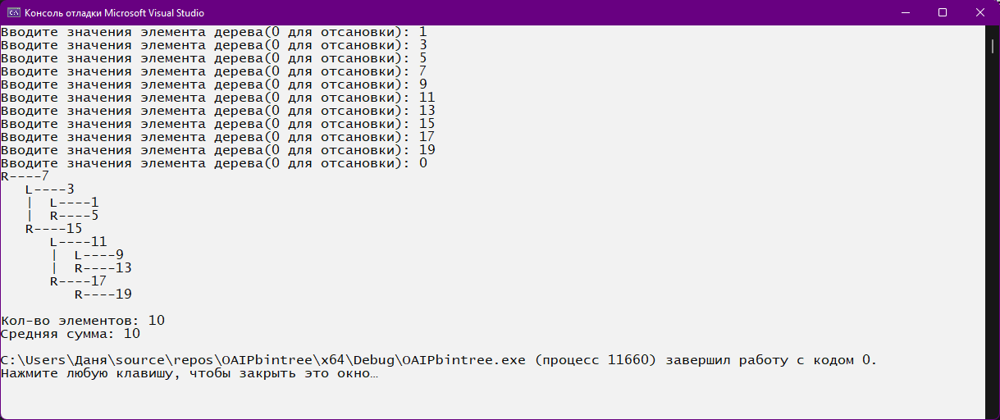 Консоль отладки Microsoft Visual Studio
Вводите значения элемента дерева(0 для отсановки): 1
Вводите значения элемента дерева(0 для отсановки): 3
Вводите значения элемента дерева(0 для отсановки): 5
Вводите значения элемента дерева(0 для отсановки): 7
Вводите значения элемента дерева(0 для отсановки): 9
Вводите значения элемента дерева(0 для отсановки): 11
Вводите значения элемента дерева(0 для отсановки): 13
Вводите значения элемента дерева(0 для отсановки): 15
Вводите значения элемента дерева(0 для отсановки): 17
Вводите значения элемента дерева(0 для отсановки): 19
Вводите значения элемента дерева(0 для отсановки): 0
R----7
   L----3
   |  L----1
   |  R----5
   R----15
      L----11
      |  L----9
      |  R----13
      R----17
         R----19
Кол-во элементов: 10
Средняя сумма: 10
C:\Users\Даня\source\repos\OAIPbintree\x64\Debug\OAIPbintree.exe (процесс 11660) завершил работу с кодом 0.
Нажмите любую клавишу, чтобы закрыть это окно…